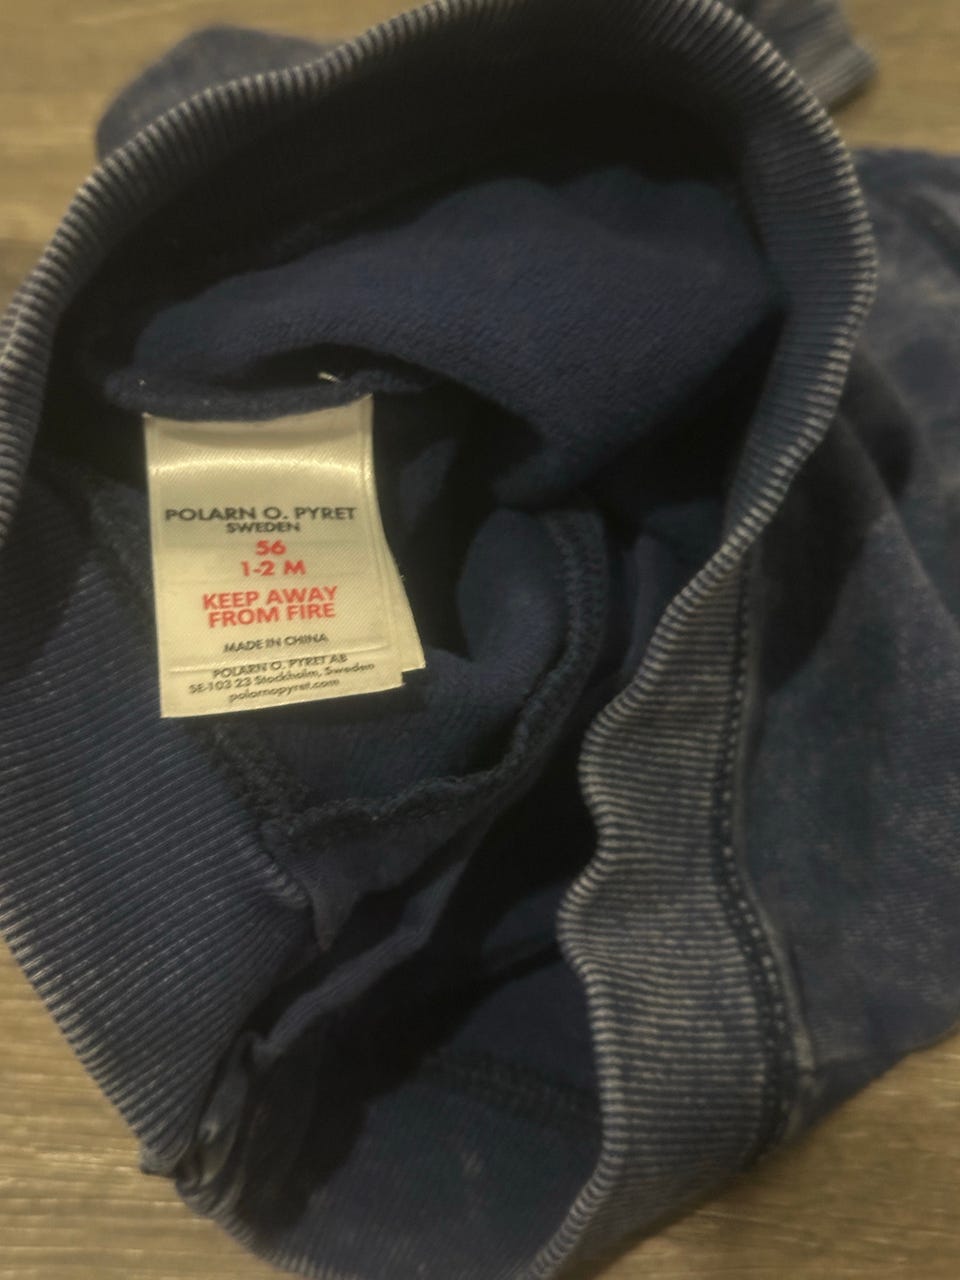 POLARN O. PYRET
SWEDEN
56
1-2 M
KEEP AWAY
FROM FIRE
MADE IN CHINA
POLARN O. PYRET AB
SE-103 23 Stockholm, Sweden
polarnopyret.com